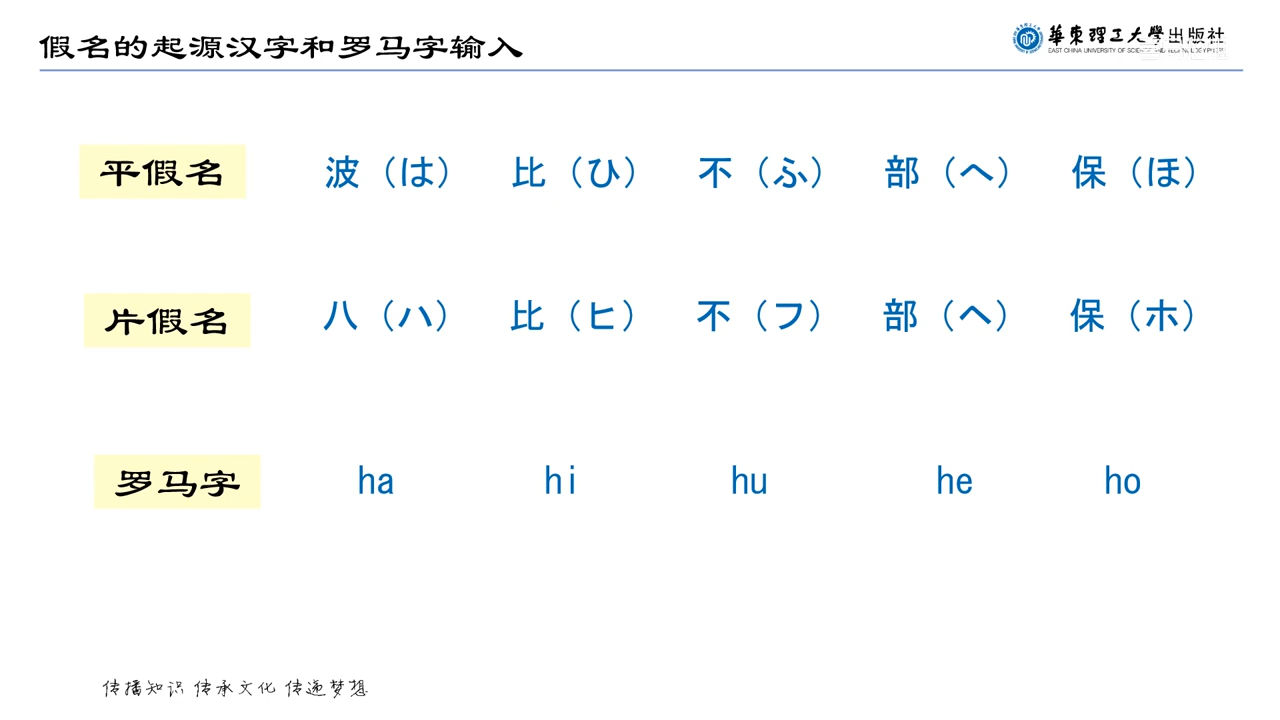 假名的起源汉字和罗马字输入
華東理工大學出版社
平假名 波（は） 比（ひ） 不（ふ） 部（へ） 保（ほ）
片假名 八（ハ） 比（ヒ） 不（フ） 部（ヘ） 保（ホ）
罗马字 ha hi hu he ho
传播知识 传承文化 传递梦想